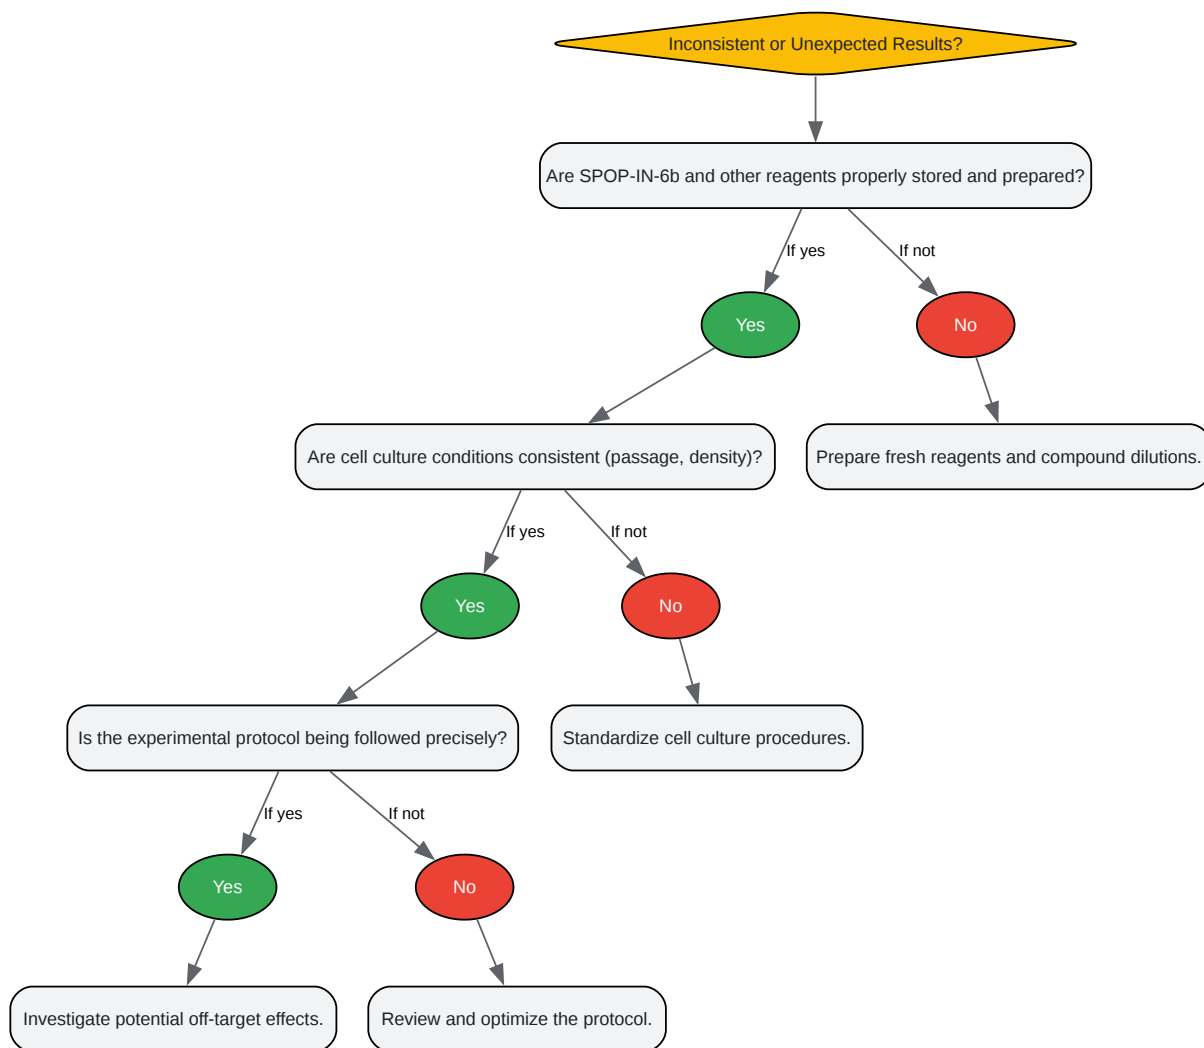 Inconsistent or Unexpected Results?
Are SPOP-IN-6b and other reagents properly stored and prepared?
If yes
If not
Yes
No
Are cell culture conditions consistent (passage, density)?
Prepare fresh reagents and compound dilutions.
If yes
If not
Yes
No
Is the experimental protocol being followed precisely?
Standardize cell culture procedures.
If yes
If not
Yes
No
Investigate potential off-target effects.
Review and optimize the protocol.